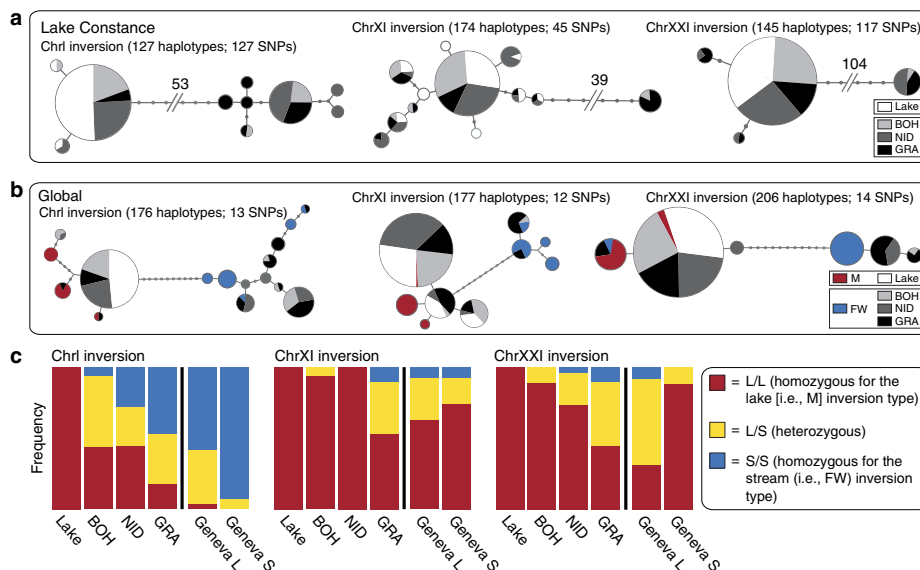 a
Lake Constance
ChrI inversion (127 haplotypes; 127 SNPs)
ChrXI inversion (174 haplotypes; 45 SNPs)
ChrXXI inversion (145 haplotypes; 117 SNPs)
53
39
104
Lake
BOH
NID
GRA
b
Global
ChrI inversion (176 haplotypes; 13 SNPs)
ChrXI inversion (177 haplotypes; 12 SNPs)
ChrXXI inversion (206 haplotypes; 14 SNPs)
M
Lake
FW
BOH
NID
GRA
c
ChrI inversion
ChrXI inversion
ChrXXI inversion
Frequency
Lake
BOH
NID
GRA
Geneva L
Geneva S
Lake
BOH
NID
GRA
Geneva L
Geneva S
Lake
BOH
NID
GRA
Geneva L
Geneva S
= L/L (homozygous for the
lake [i.e., M] inversion type)
= L/S (heterozygous)
= S/S (homozygous for the
stream (i.e., FW) inversion
type)